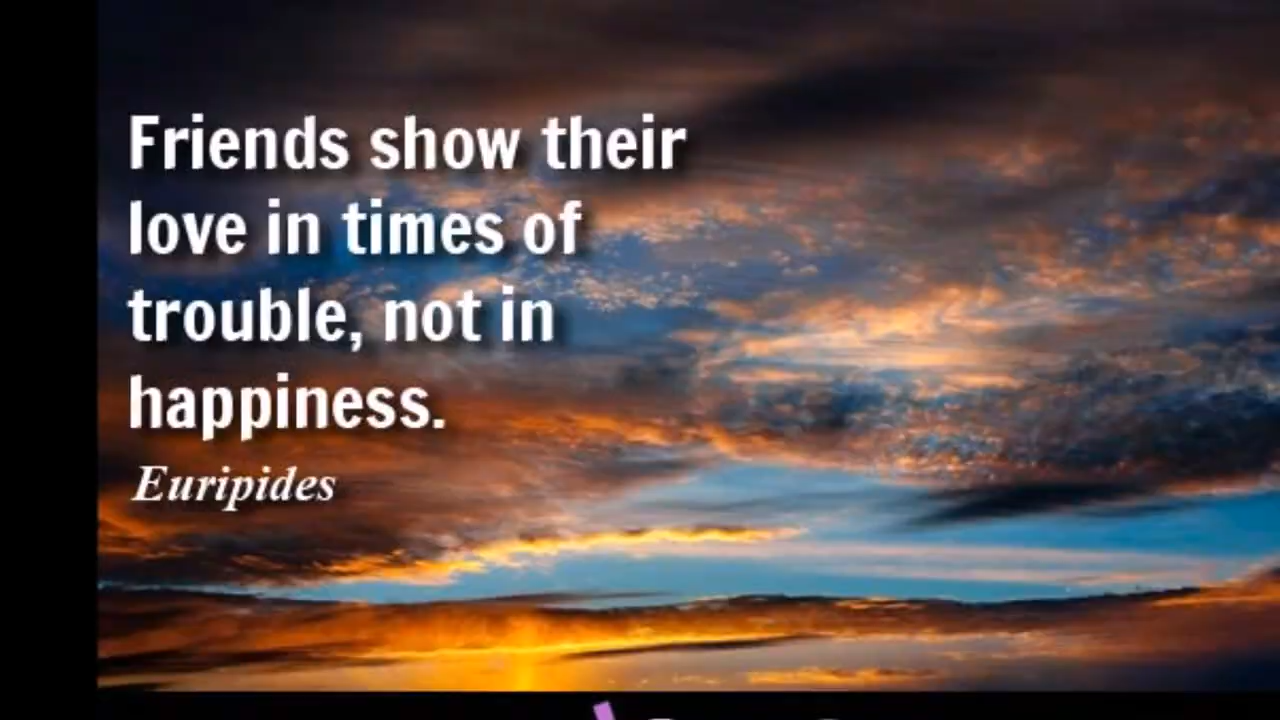 Friends show their
love in times of
trouble, not in
happiness.
Euripides